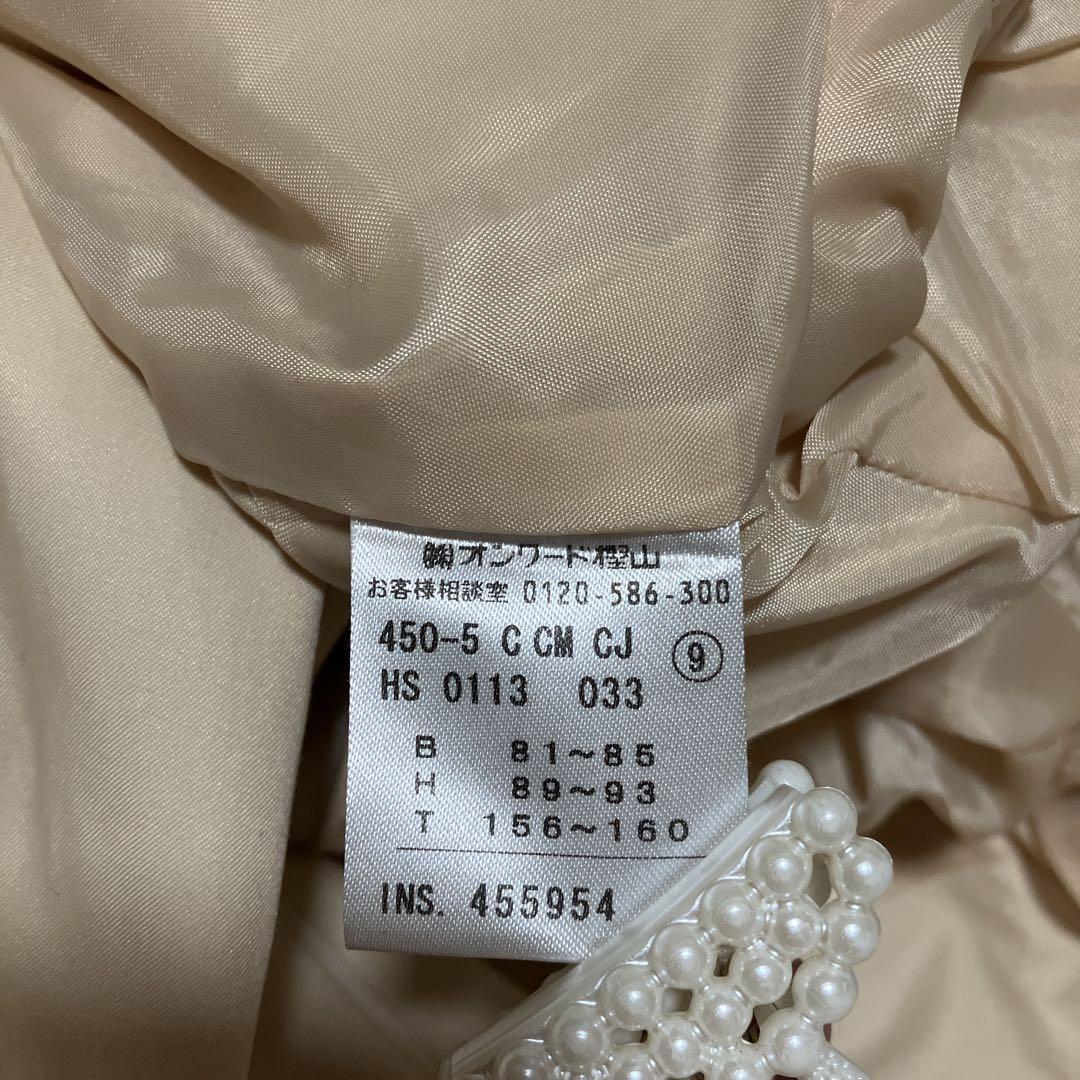 ㈱オンワード樫山
お客様相談室 0120-586-300
450-5 C CM CJ ⑨
HS 0113 033
B 81～85
H 89～93
T 156～160
INS. 455954